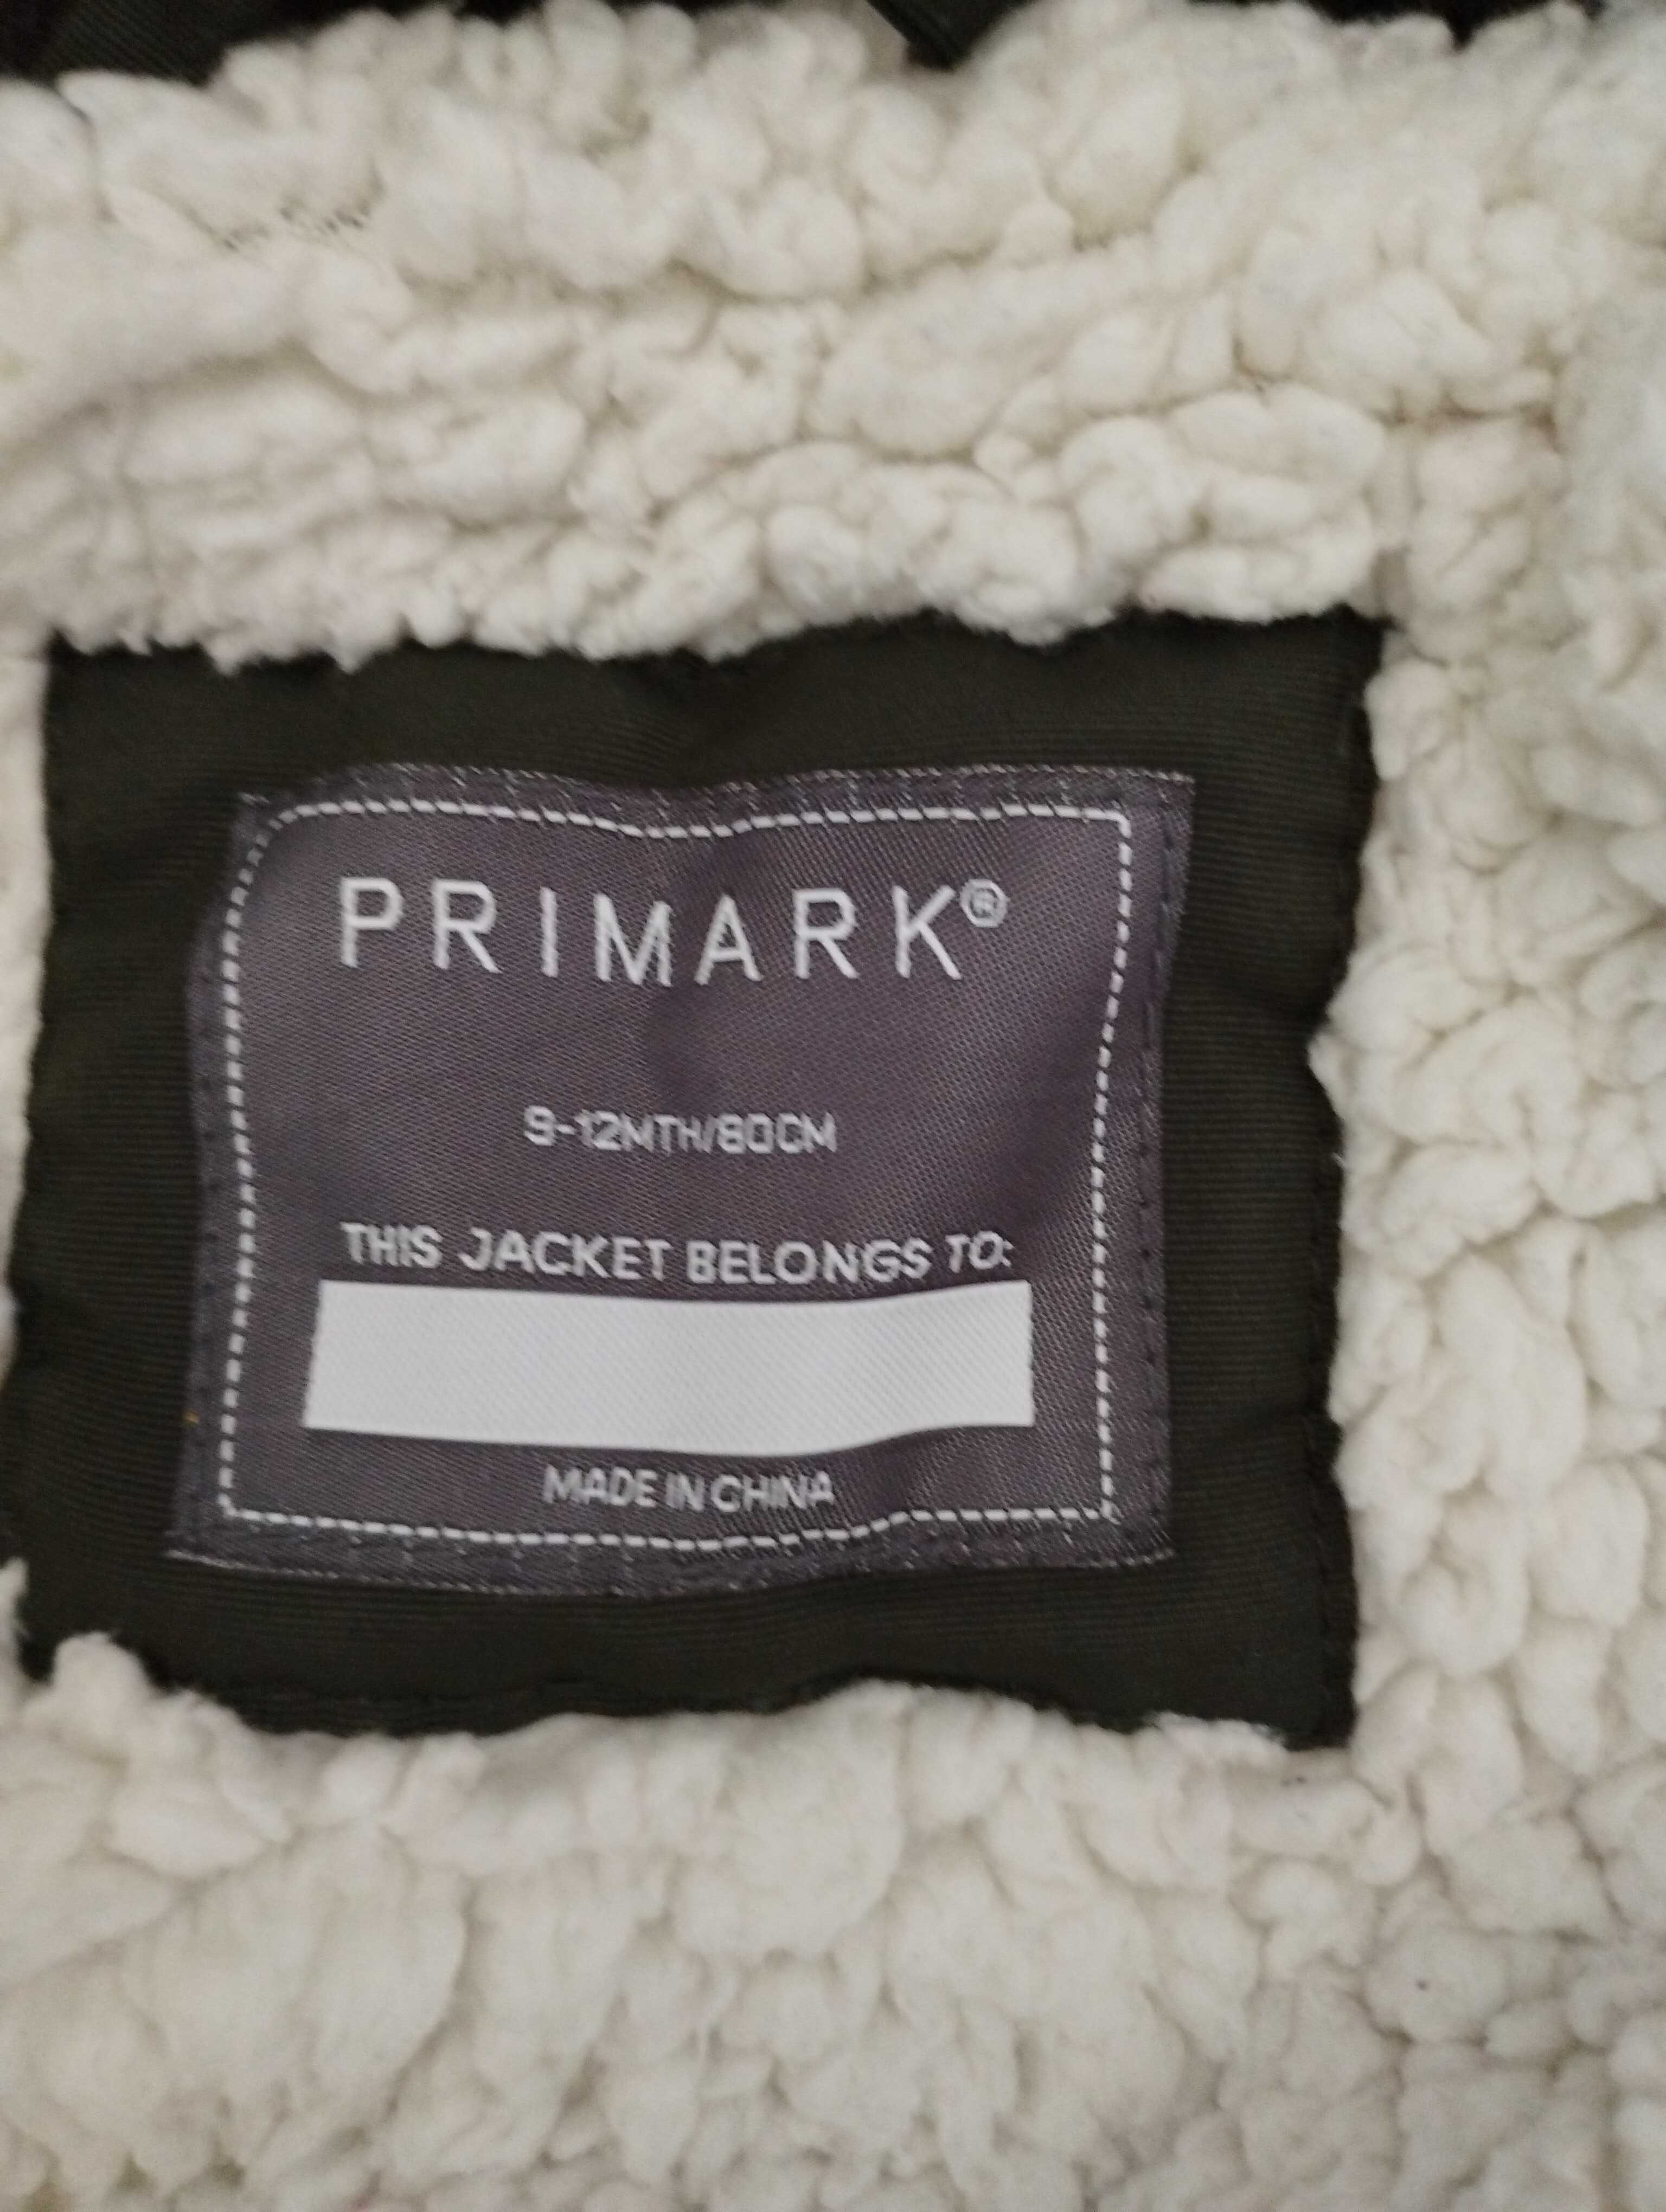 PRIMARK®
9-12MTH/80CM
THIS JACKET BELONGS TO:
MADE IN CHINA